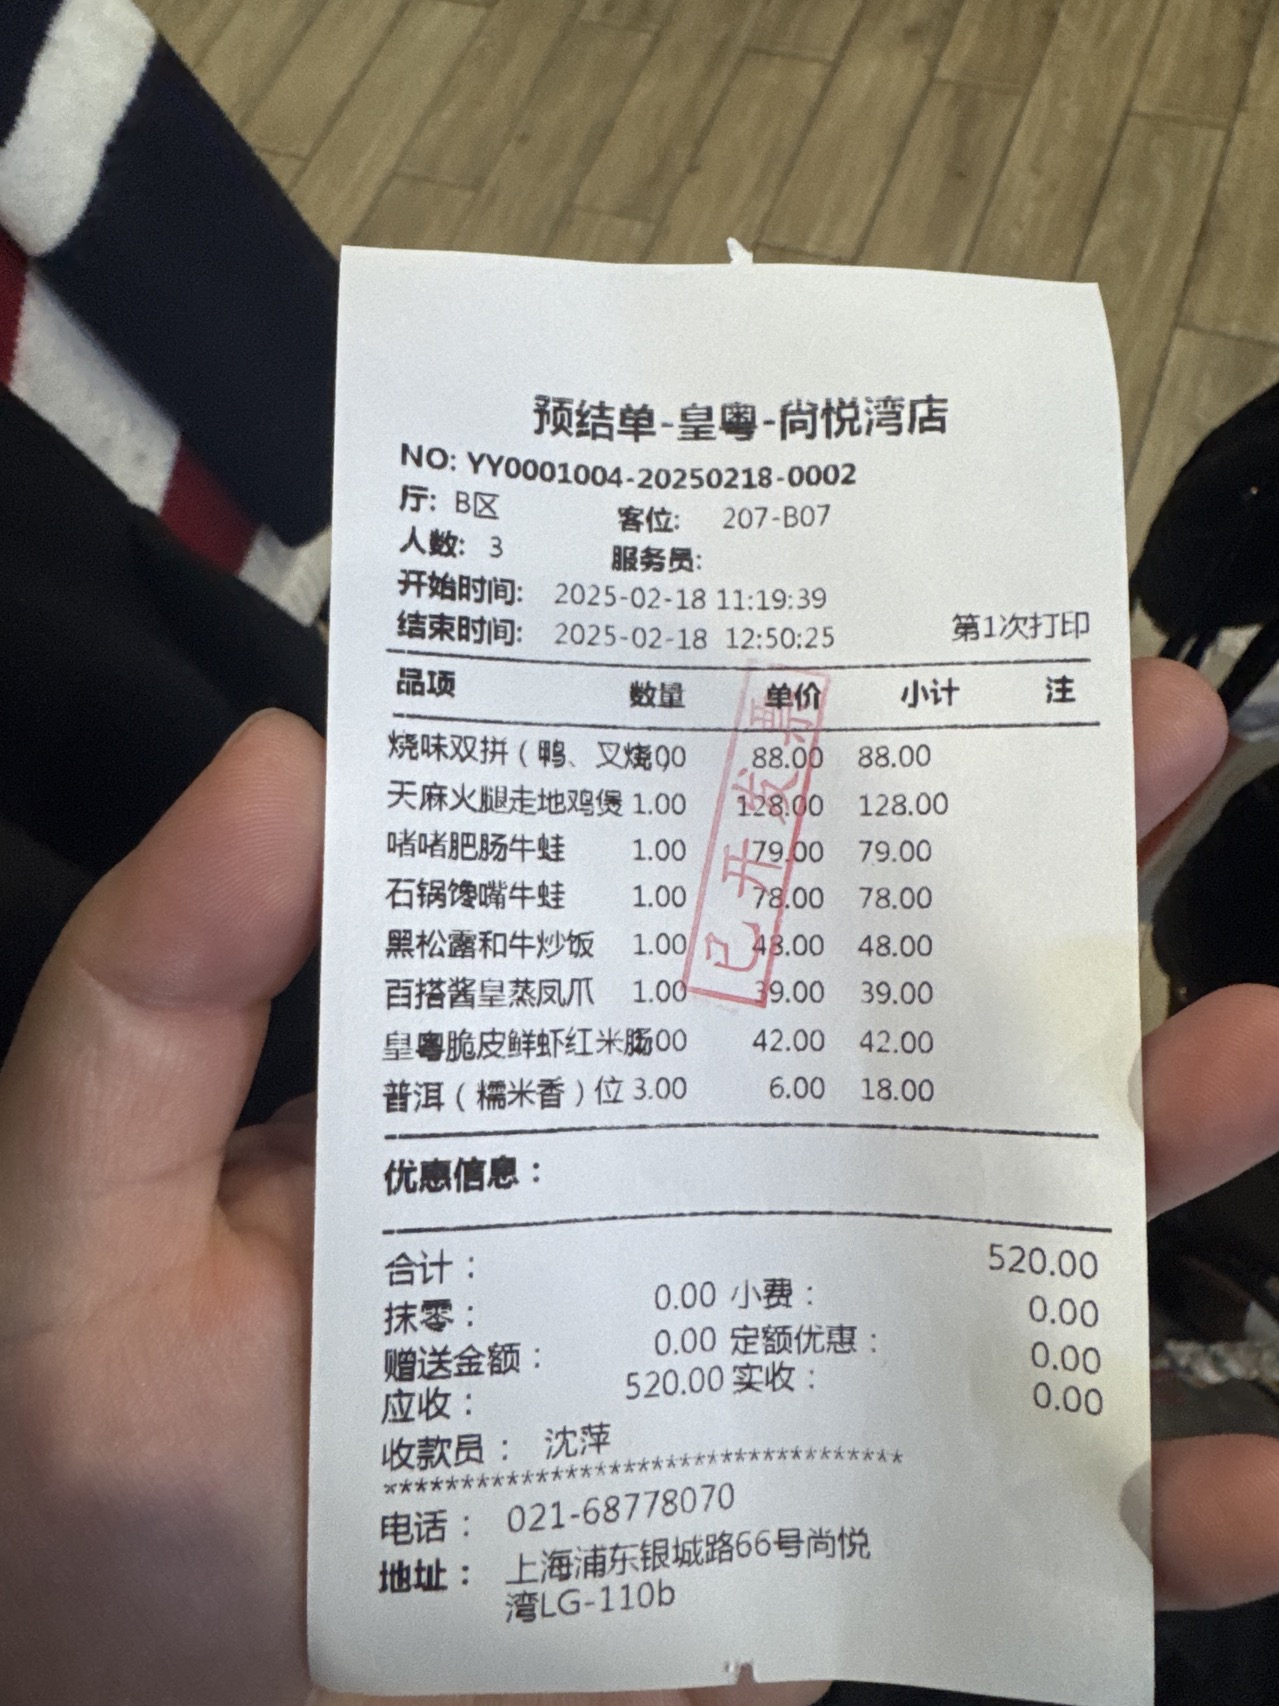 预结单-皇粤-尚悦湾店
NO: YY0001004-20250218-0002
厅: B区 客位: 207-B07
人数: 3 服务员:
开始时间: 2025-02-18 11:19:39
结束时间: 2025-02-18 12:50:25 第1次打印
品项 数量 单价 小计 注
烧味双拼(鸭、叉烧00 88.00 88.00
天麻火腿走地鸡煲 1.00 128.00 128.00
啫啫肥肠牛蛙 1.00 79.00 79.00
石锅馋嘴牛蛙 1.00 78.00 78.00
黑松露和牛炒饭 1.00 48.00 48.00
百搭酱皇蒸凤爪 1.00 39.00 39.00
皇粤脆皮鲜虾红米肠00 42.00 42.00
普洱(糯米香)位 3.00 6.00 18.00
已开发票
优惠信息:
合计: 520.00
抹零: 0.00 小费: 0.00
赠送金额: 0.00 定额优惠: 0.00
应收: 520.00 实收: 0.00
收款员: 沈萍
***********************************
电话: 021-68778070
地址: 上海浦东银城路66号尚悦
湾LG-110b